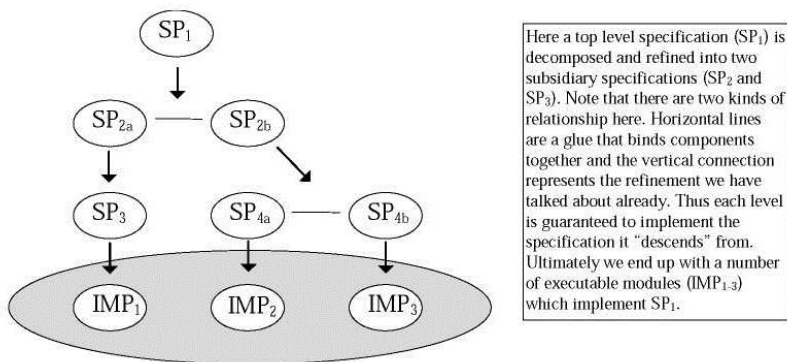 SP₁
SP₂ₐ
SP₂b
SP₃
SP₄ₐ
SP₄b
IMP₁
IMP₂
IMP₃
Here a top level specification (SP₁) is
decomposed and refined into two
subsidiary specifications (SP₂ and
SP₃). Note that there are two kinds of
relationship here. Horizontal lines
are a glue that binds components
together and the vertical connection
represents the refinement we have
talked about already. Thus each level
is guaranteed to implement the
specification it “descends” from.
Ultimately we end up with a number
of executable modules (IMP₁₋₃)
which implement SP₁.